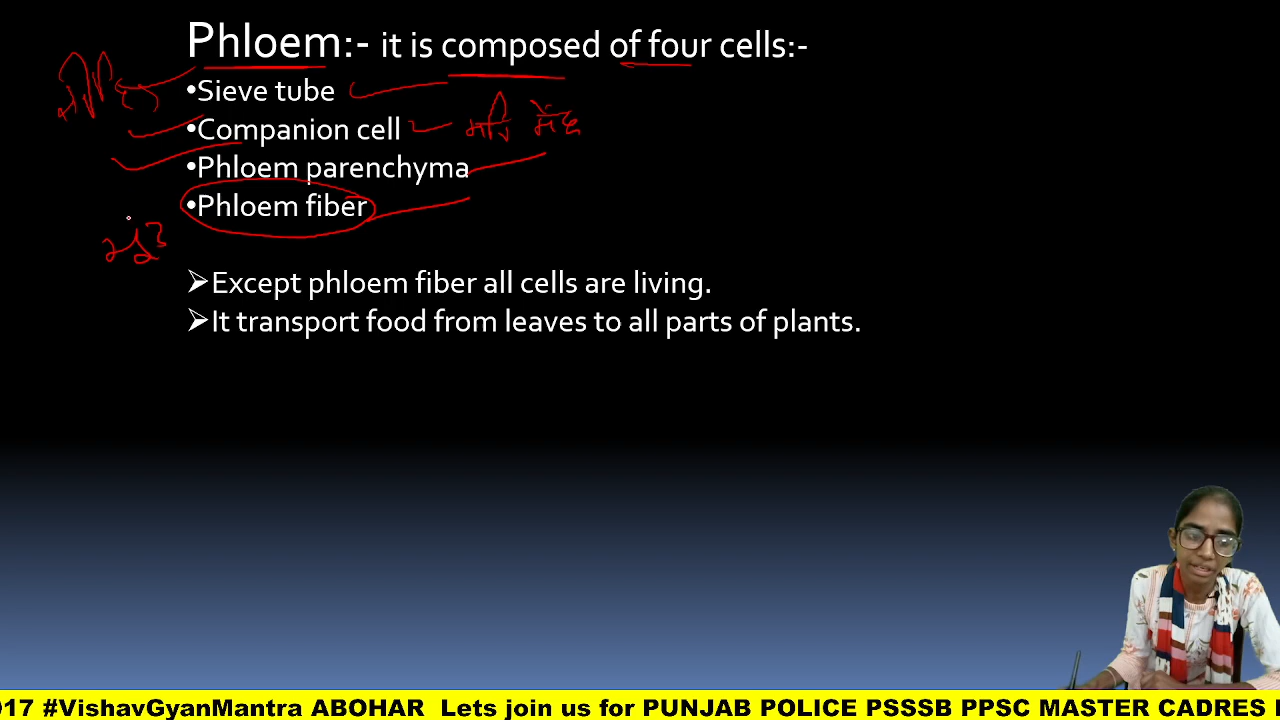 Phloem:- it is composed of four cells:-
•Sieve tube
•Companion cell
•Phloem parenchyma
•Phloem fiber
➢Except phloem fiber all cells are living.
➢It transport food from leaves to all parts of plants.
017 #VishavGyanMantra ABOHAR Lets join us for PUNJAB POLICE PSSSB PPSC MASTER CADRES